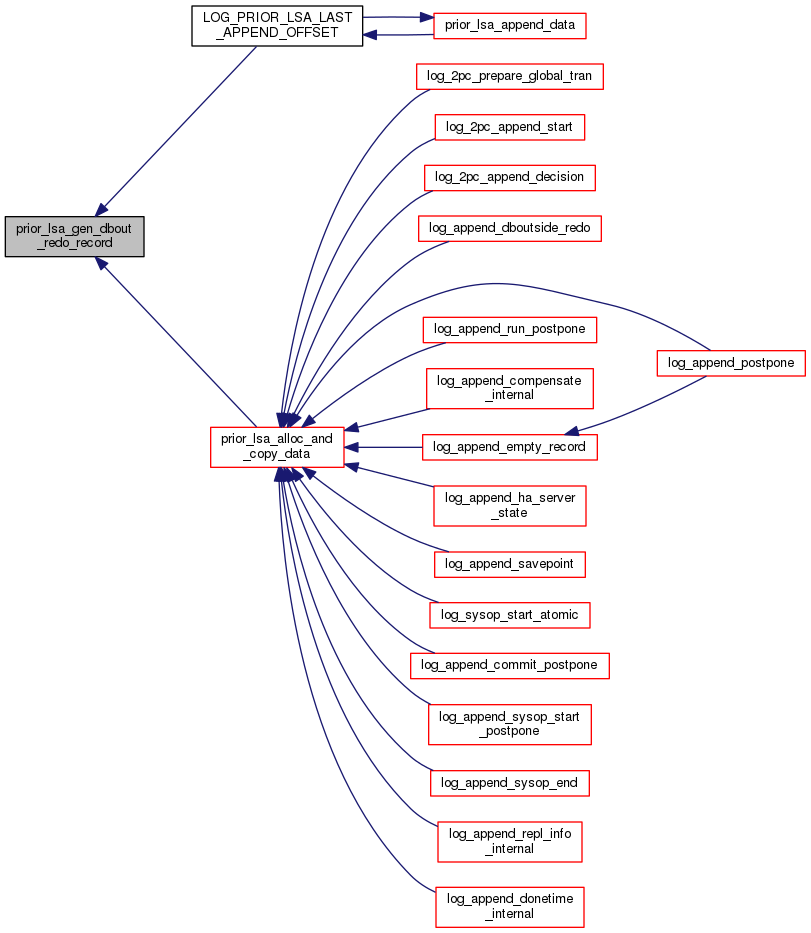 LOG_PRIOR_LSA_LAST
_APPEND_OFFSET
prior_lsa_append_data
log_2pc_prepare_global_tran
log_2pc_append_start
log_2pc_append_decision
prior_lsa_gen_dbout
_redo_record
log_append_dboutside_redo
log_append_run_postpone
log_append_postpone
log_append_compensate
_internal
prior_lsa_alloc_and
_copy_data
log_append_empty_record
log_append_ha_server
_state
log_append_savepoint
log_sysop_start_atomic
log_append_commit_postpone
log_append_sysop_start
_postpone
log_append_sysop_end
log_append_repl_info
_internal
log_append_donetime
_internal